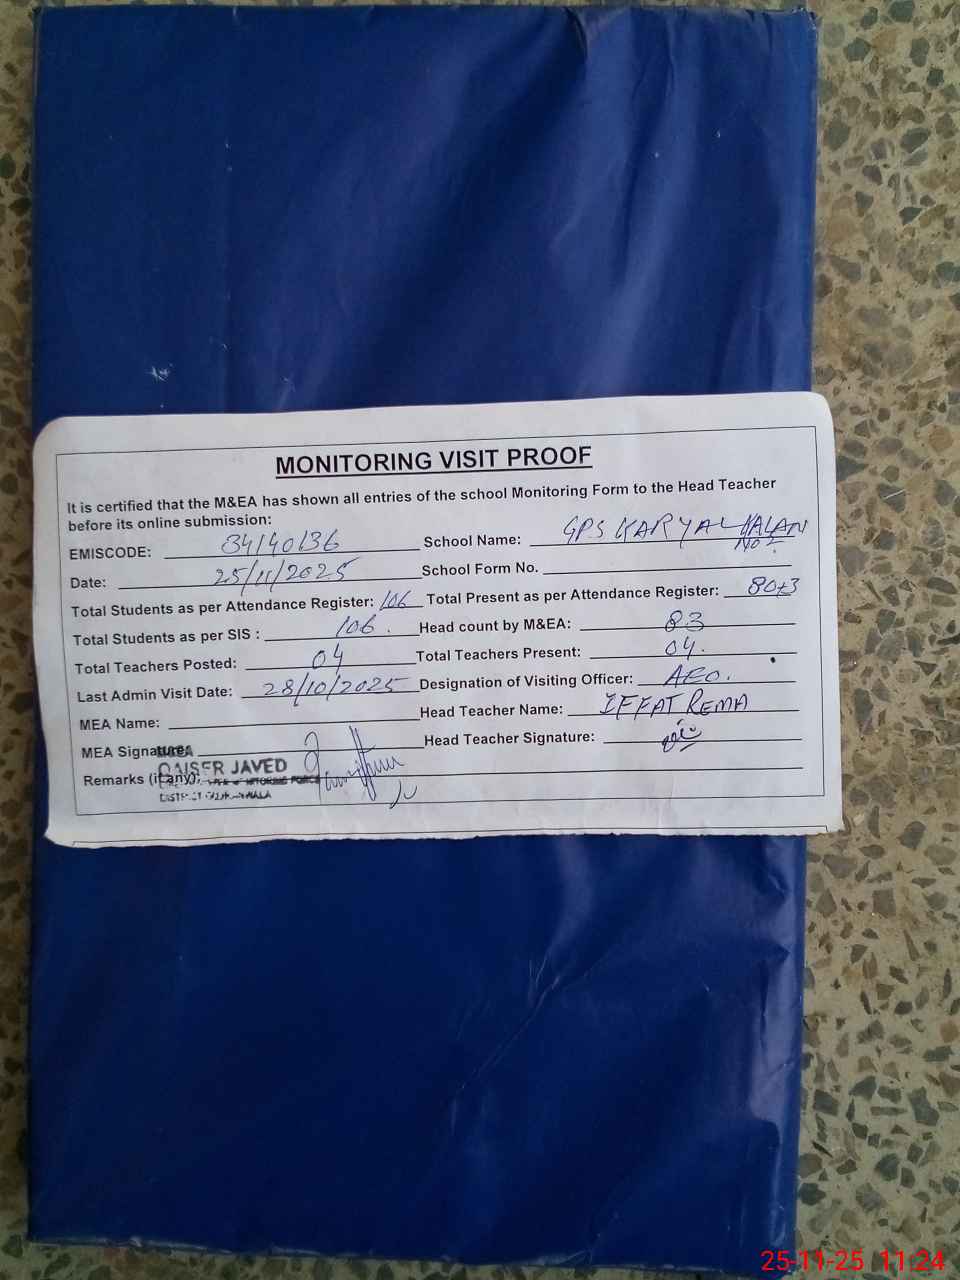 MONITORING VISIT PROOF
It is certified that the M&EA has shown all entries of the school Monitoring Form to the Head Teacher
before its online submission:
EMISCODE: 34140136 School Name: GPS KARYAL KALAN
No 2
Date: 25/11/2025 School Form No.
Total Students as per Attendance Register: 106 Total Present as per Attendance Register: 80+3
Total Students as per SIS : 106. Head count by M&EA: 83
Total Teachers Posted: 04 Total Teachers Present: 04.
Last Admin Visit Date: 28/10/2025 Designation of Visiting Officer: AEO.
MEA Name: Head Teacher Name: IFFAT REMA
MEA Signature: Head Teacher Signature:
Remarks (if any):
QAISER JAVED
25-11-25 11:24